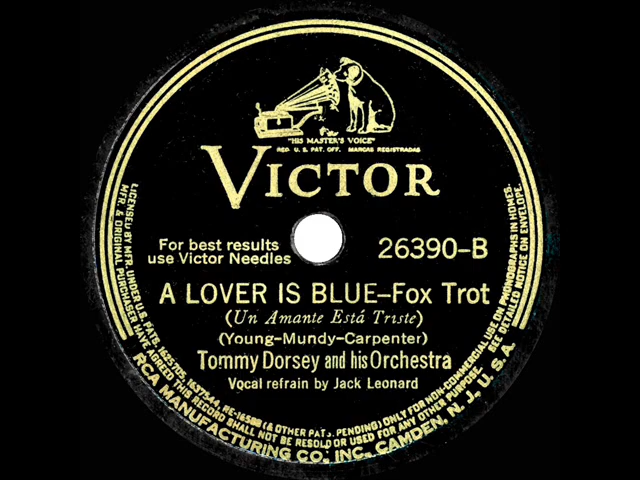 "HIS MASTER'S VOICE"
REG. U. S. PAT. OFF. MARCAS REGISTRADAS
VICTOR
For best results
use Victor Needles
26390-B
A LOVER IS BLUE–Fox Trot
(Un Amante Está Triste)
(Young-Mundy-Carpenter)
Tommy Dorsey and his Orchestra
Vocal refrain by Jack Leonard
LICENSED BY MFR. UNDER U.S. PATS. 1625705, 1637544, RE-16588 (& OTHER PATS. PENDING) ONLY FOR NON-COMMERCIAL USE ON PHONOGRAPHS IN HOMES.
MFR. & ORIGINAL PURCHASER HAVE AGREED THIS RECORD SHALL NOT BE RESOLD OR USED FOR ANY OTHER PURPOSE. SEE DETAILED NOTICE ON ENVELOPE.
RCA MANUFACTURING CO. INC. CAMDEN, N. J., U. S. A.